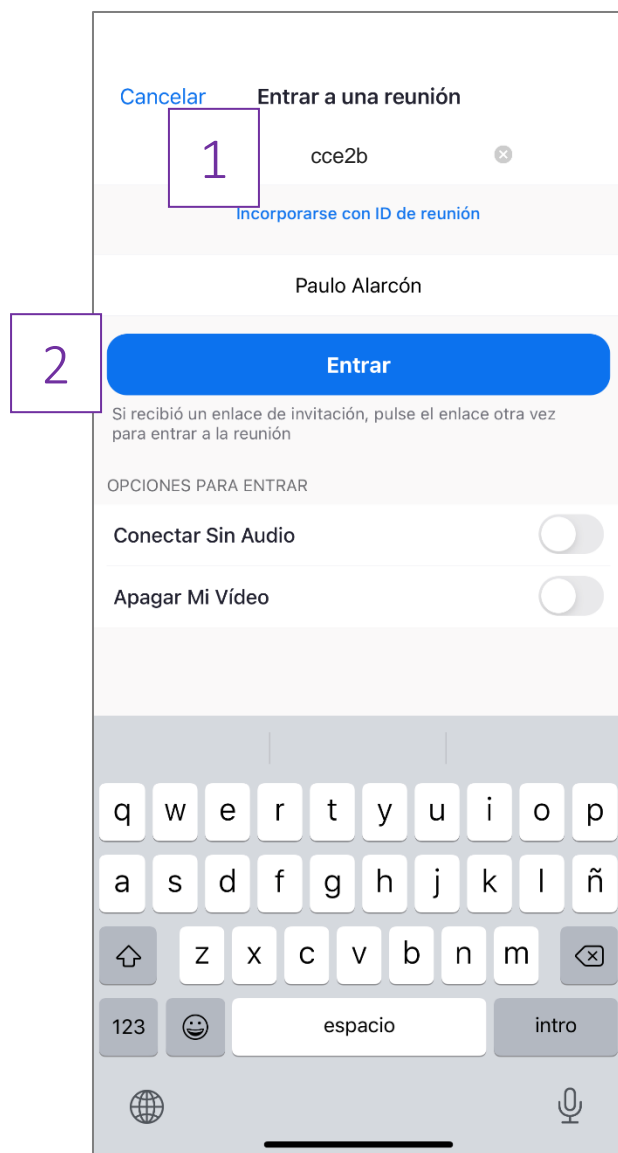 Cancelar Entrar a una reunión
1 cce2b
Incorporarse con ID de reunión
Paulo Alarcón
2 Entrar
Si recibió un enlace de invitación, pulse el enlace otra vez
para entrar a la reunión
OPCIONES PARA ENTRAR
Conectar Sin Audio
Apagar Mi Vídeo
q w e r t y u i o p
a s d f g h j k l ñ
z x c v b n m
123 espacio intro